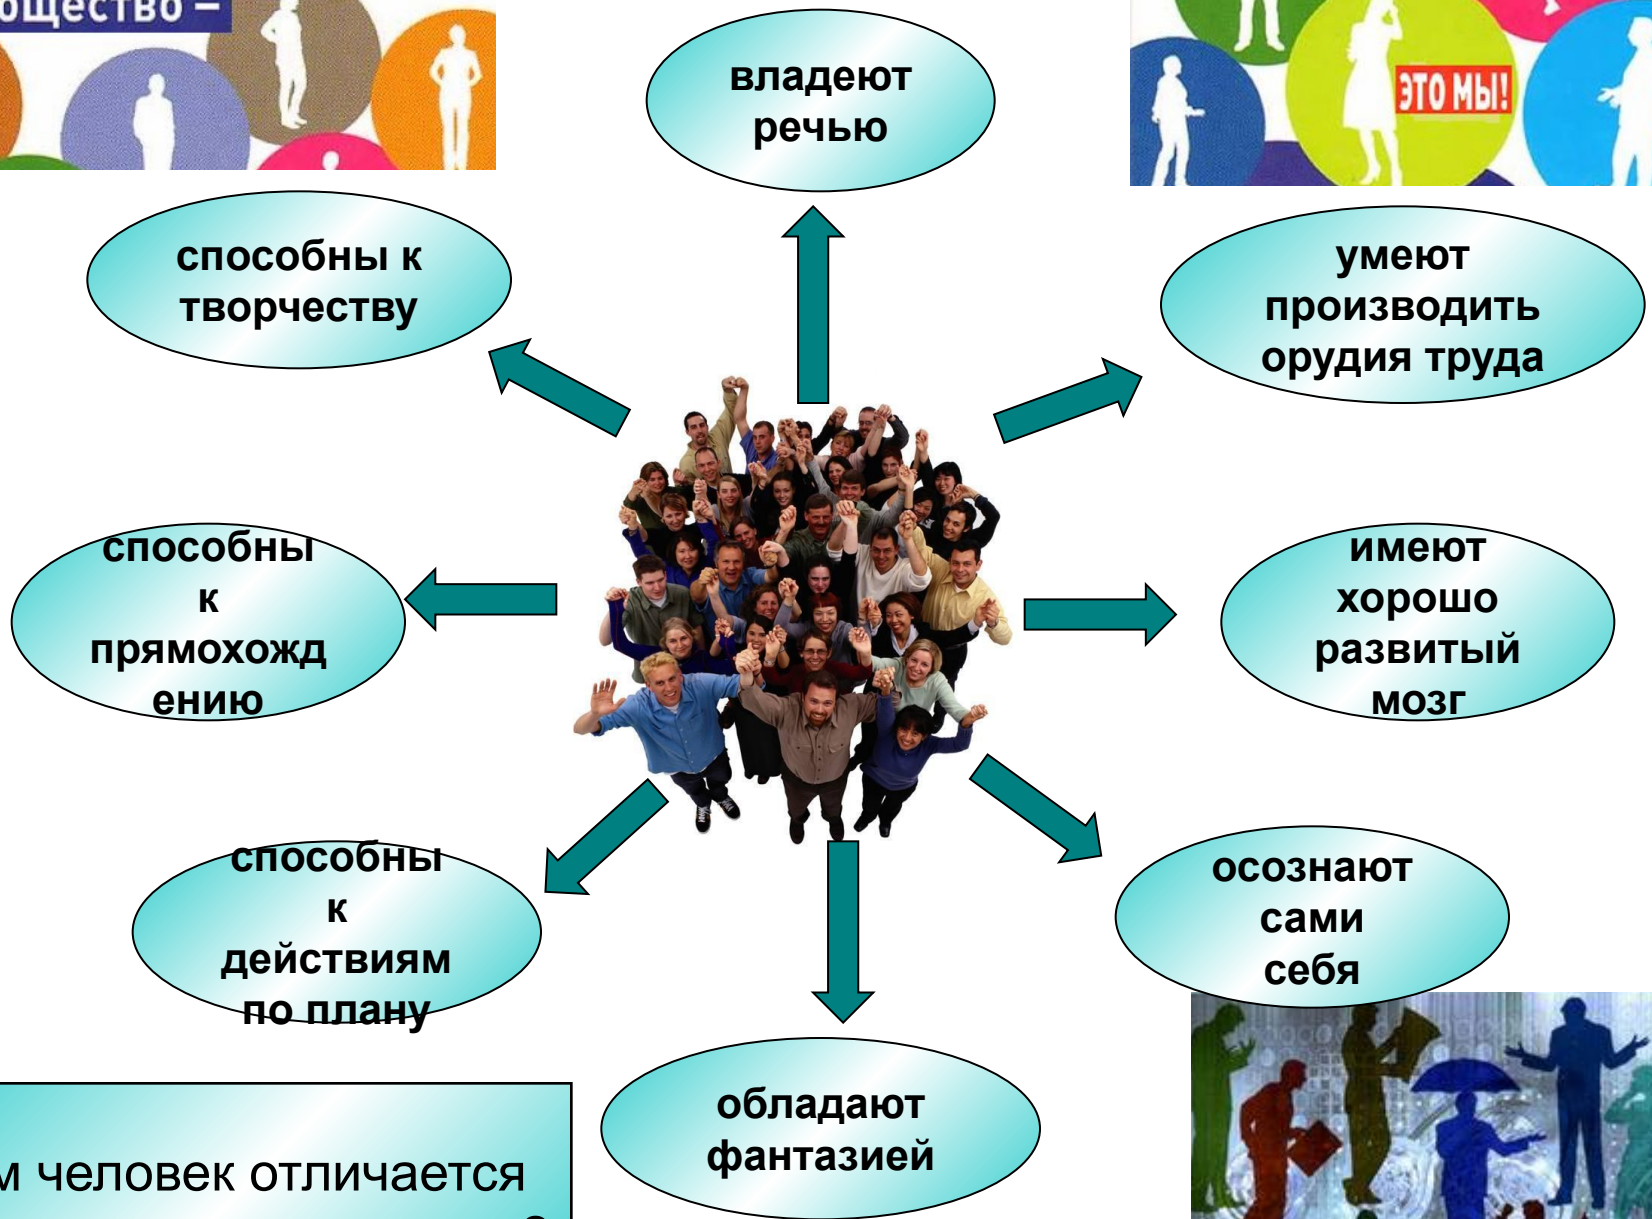 ЭТО МЫ!
владеют
речью
способны к
творчеству
умеют
производить
орудия труда
способны
к
прямохожд
ению
имеют
хорошо
развитый
мозг
способны
к
действиям
по плану
осознают
сами
себя
обладают
фантазией
человек отличается